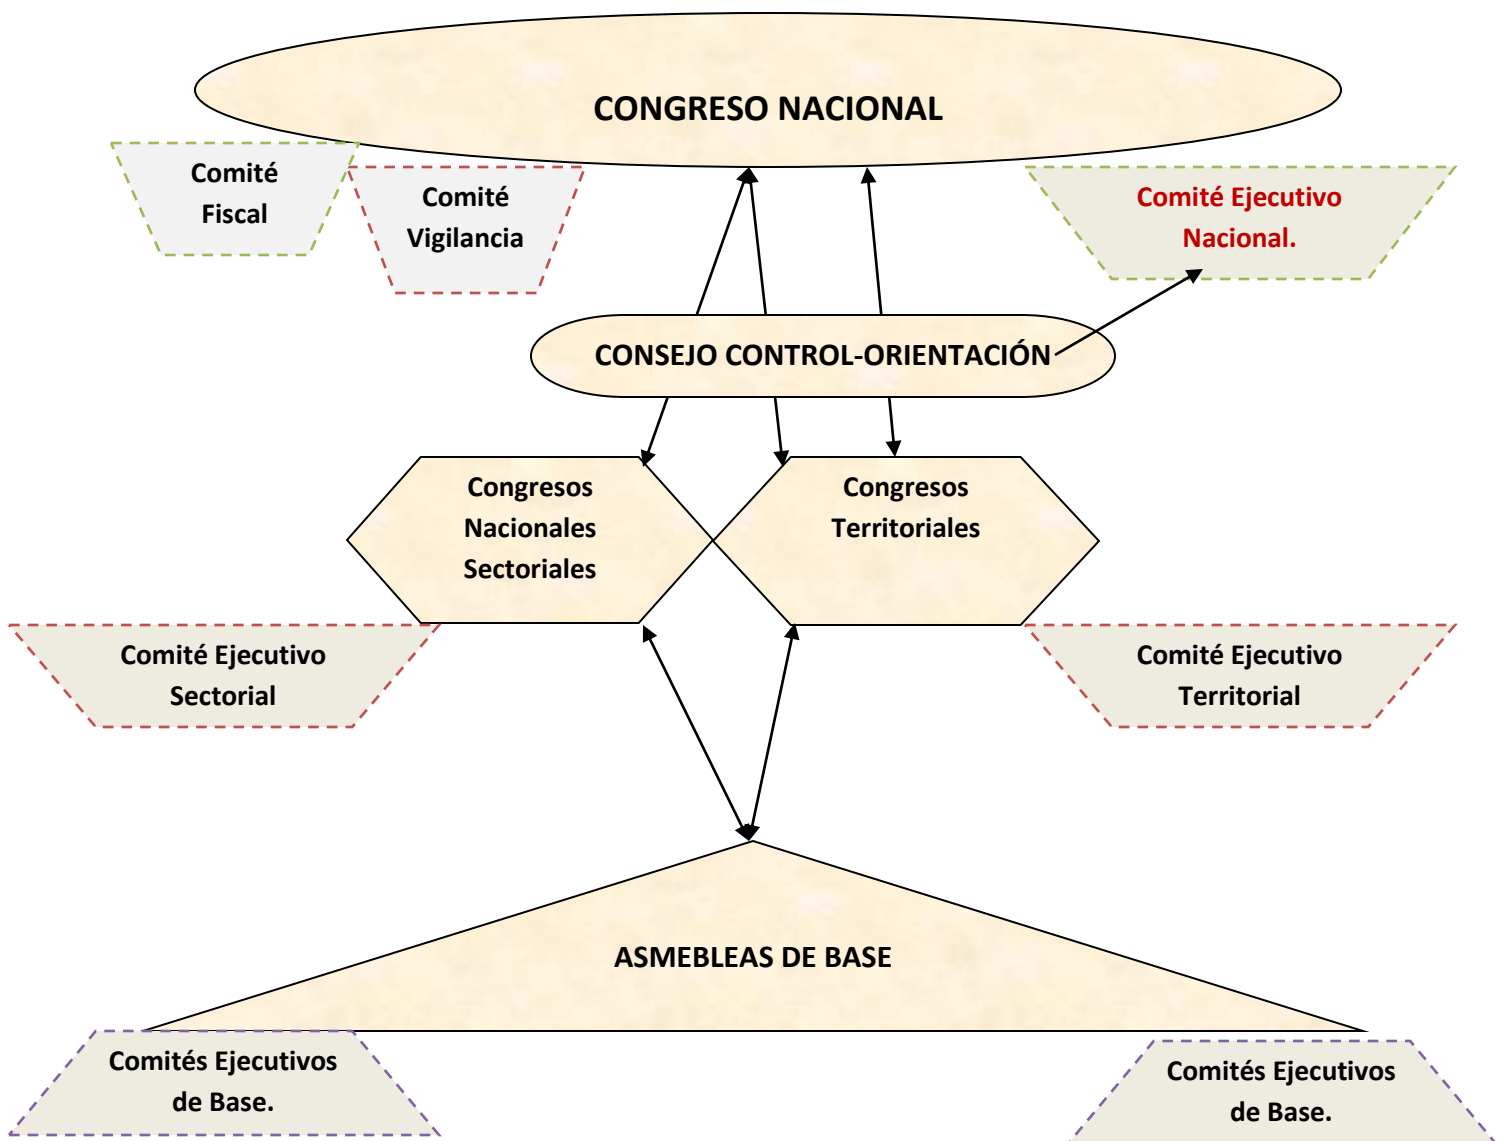 CONGRESO NACIONAL
Comité
Fiscal
Comité
Vigilancia
Comité Ejecutivo
Nacional.
CONSEJO CONTROL-ORIENTACIÓN
Congresos
Nacionales
Sectoriales
Congresos
Territoriales
Comité Ejecutivo
Sectorial
Comité Ejecutivo
Territorial
ASMEBLEAS DE BASE
Comités Ejecutivos
de Base.
Comités Ejecutivos
de Base.